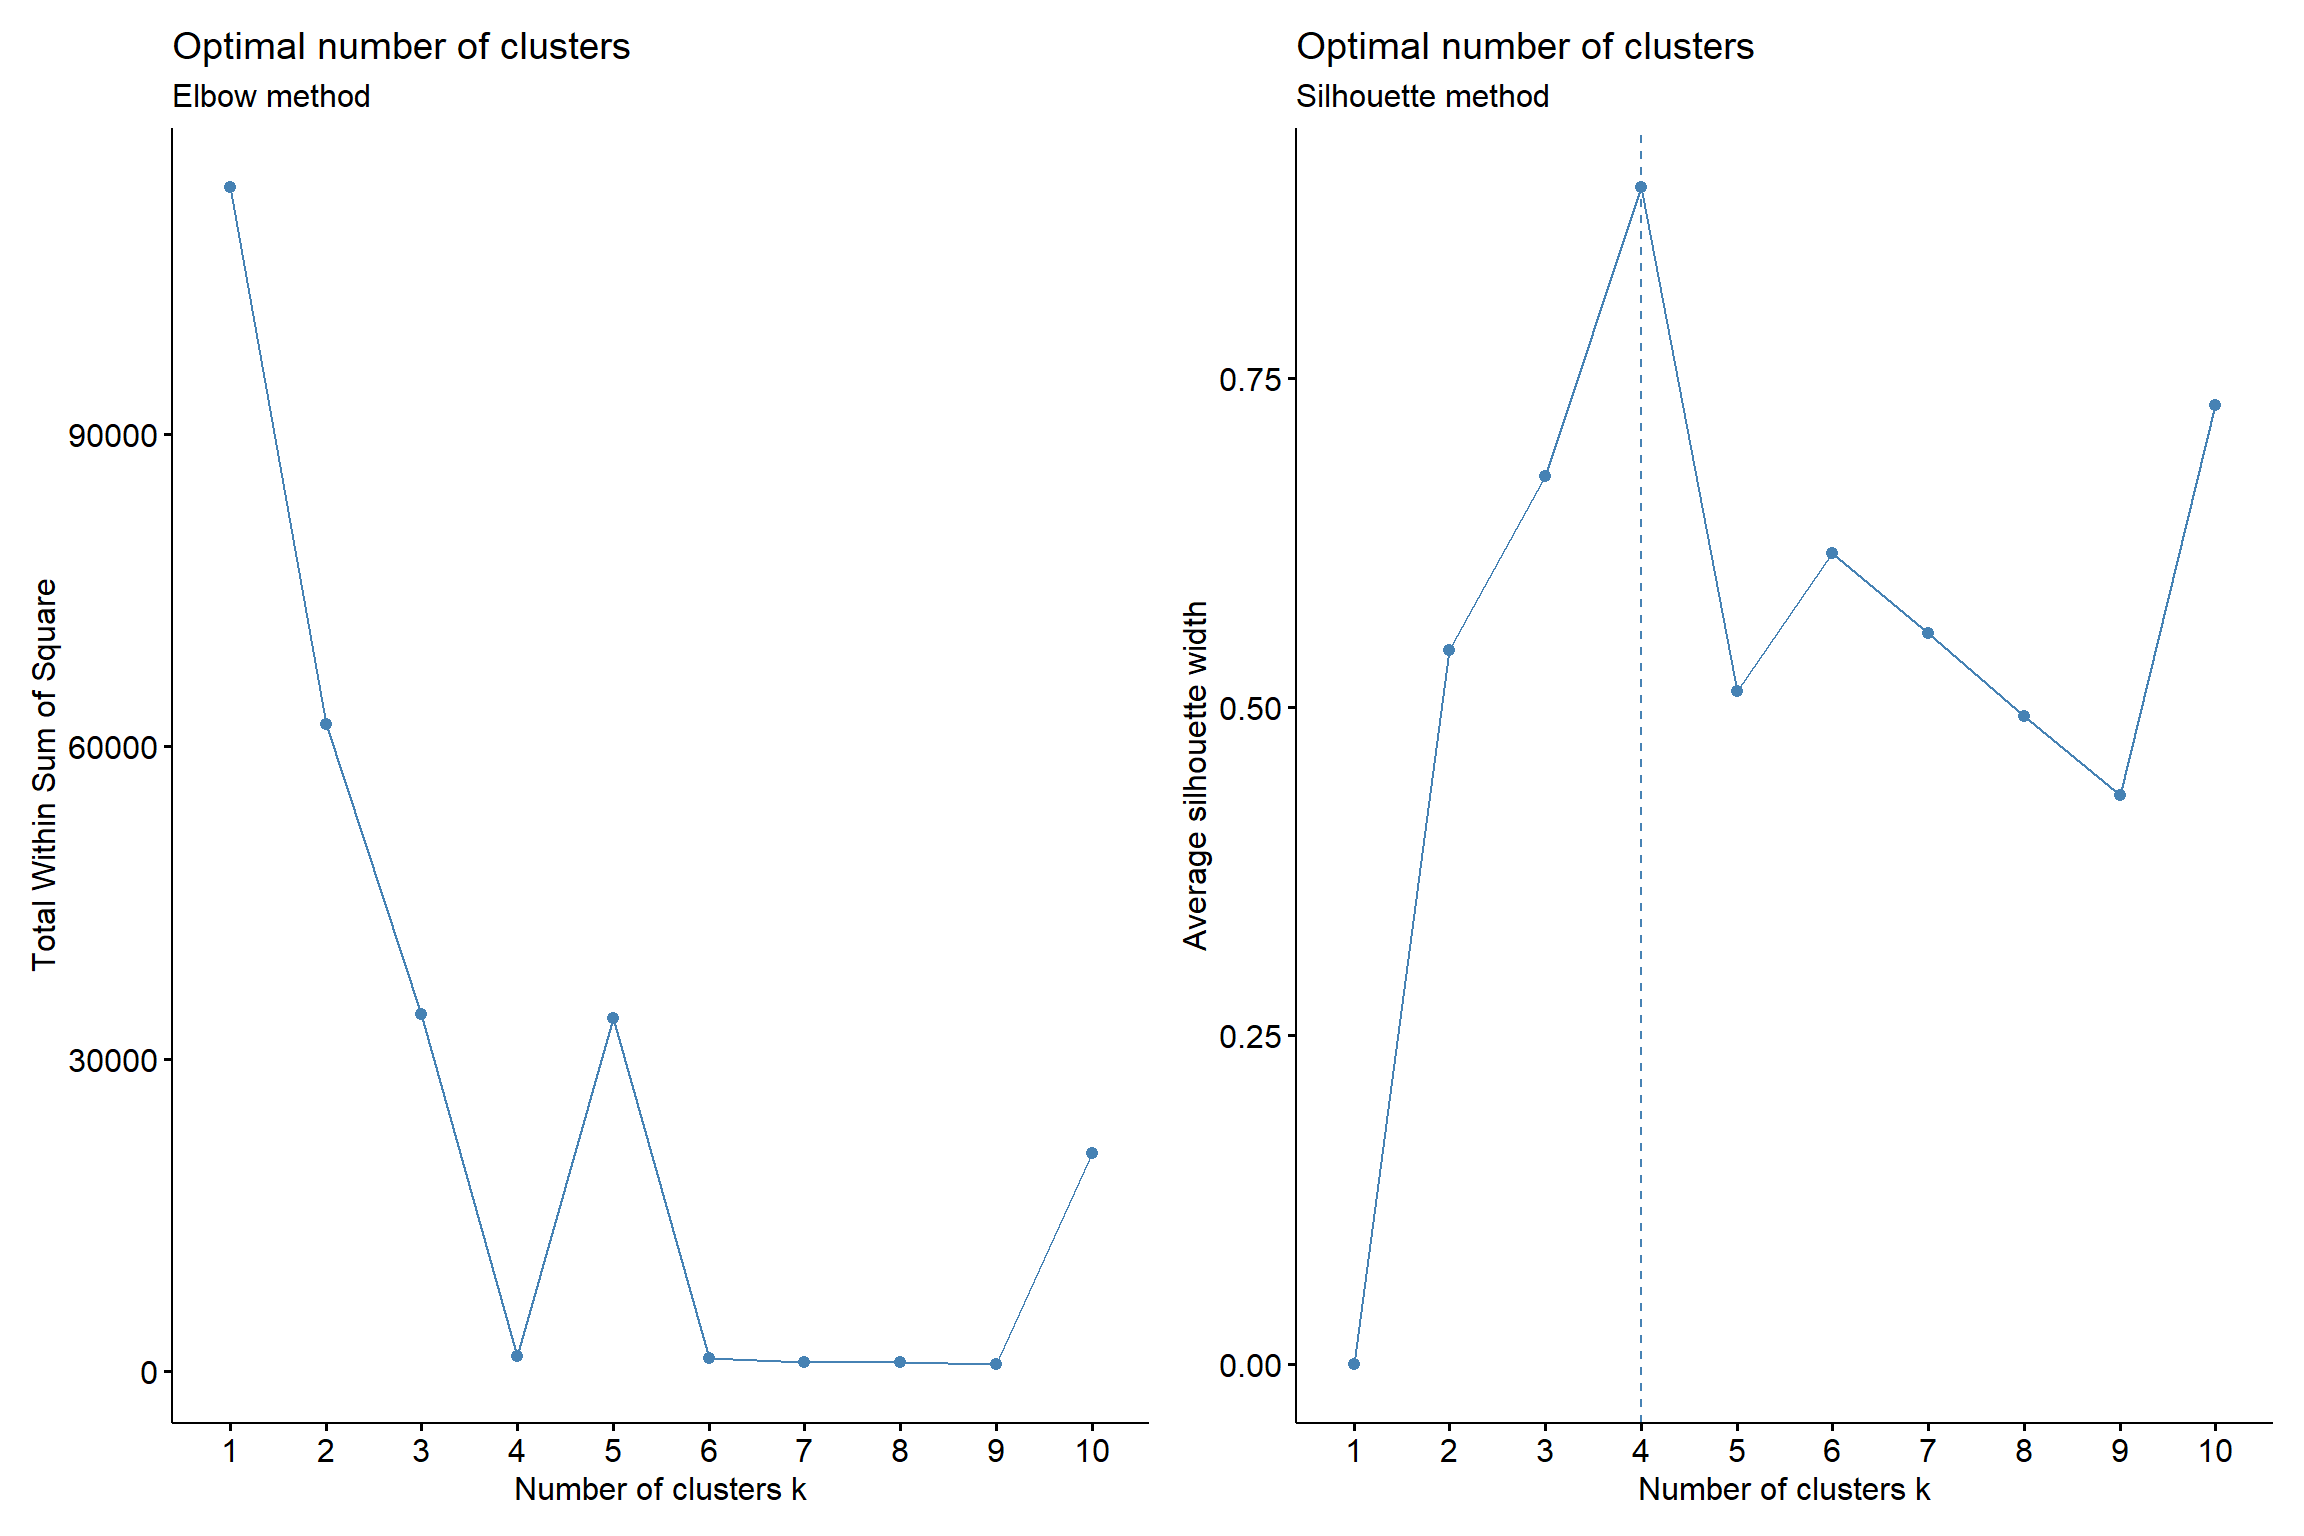 Optimal number of clusters
Elbow method
Total Within Sum of Square
90000
60000
30000
0
1 2 3 4 5 6 7 8 9 10
Number of clusters k
Optimal number of clusters
Silhouette method
Average silhouette width
0.75
0.50
0.25
0.00
1 2 3 4 5 6 7 8 9 10
Number of clusters k